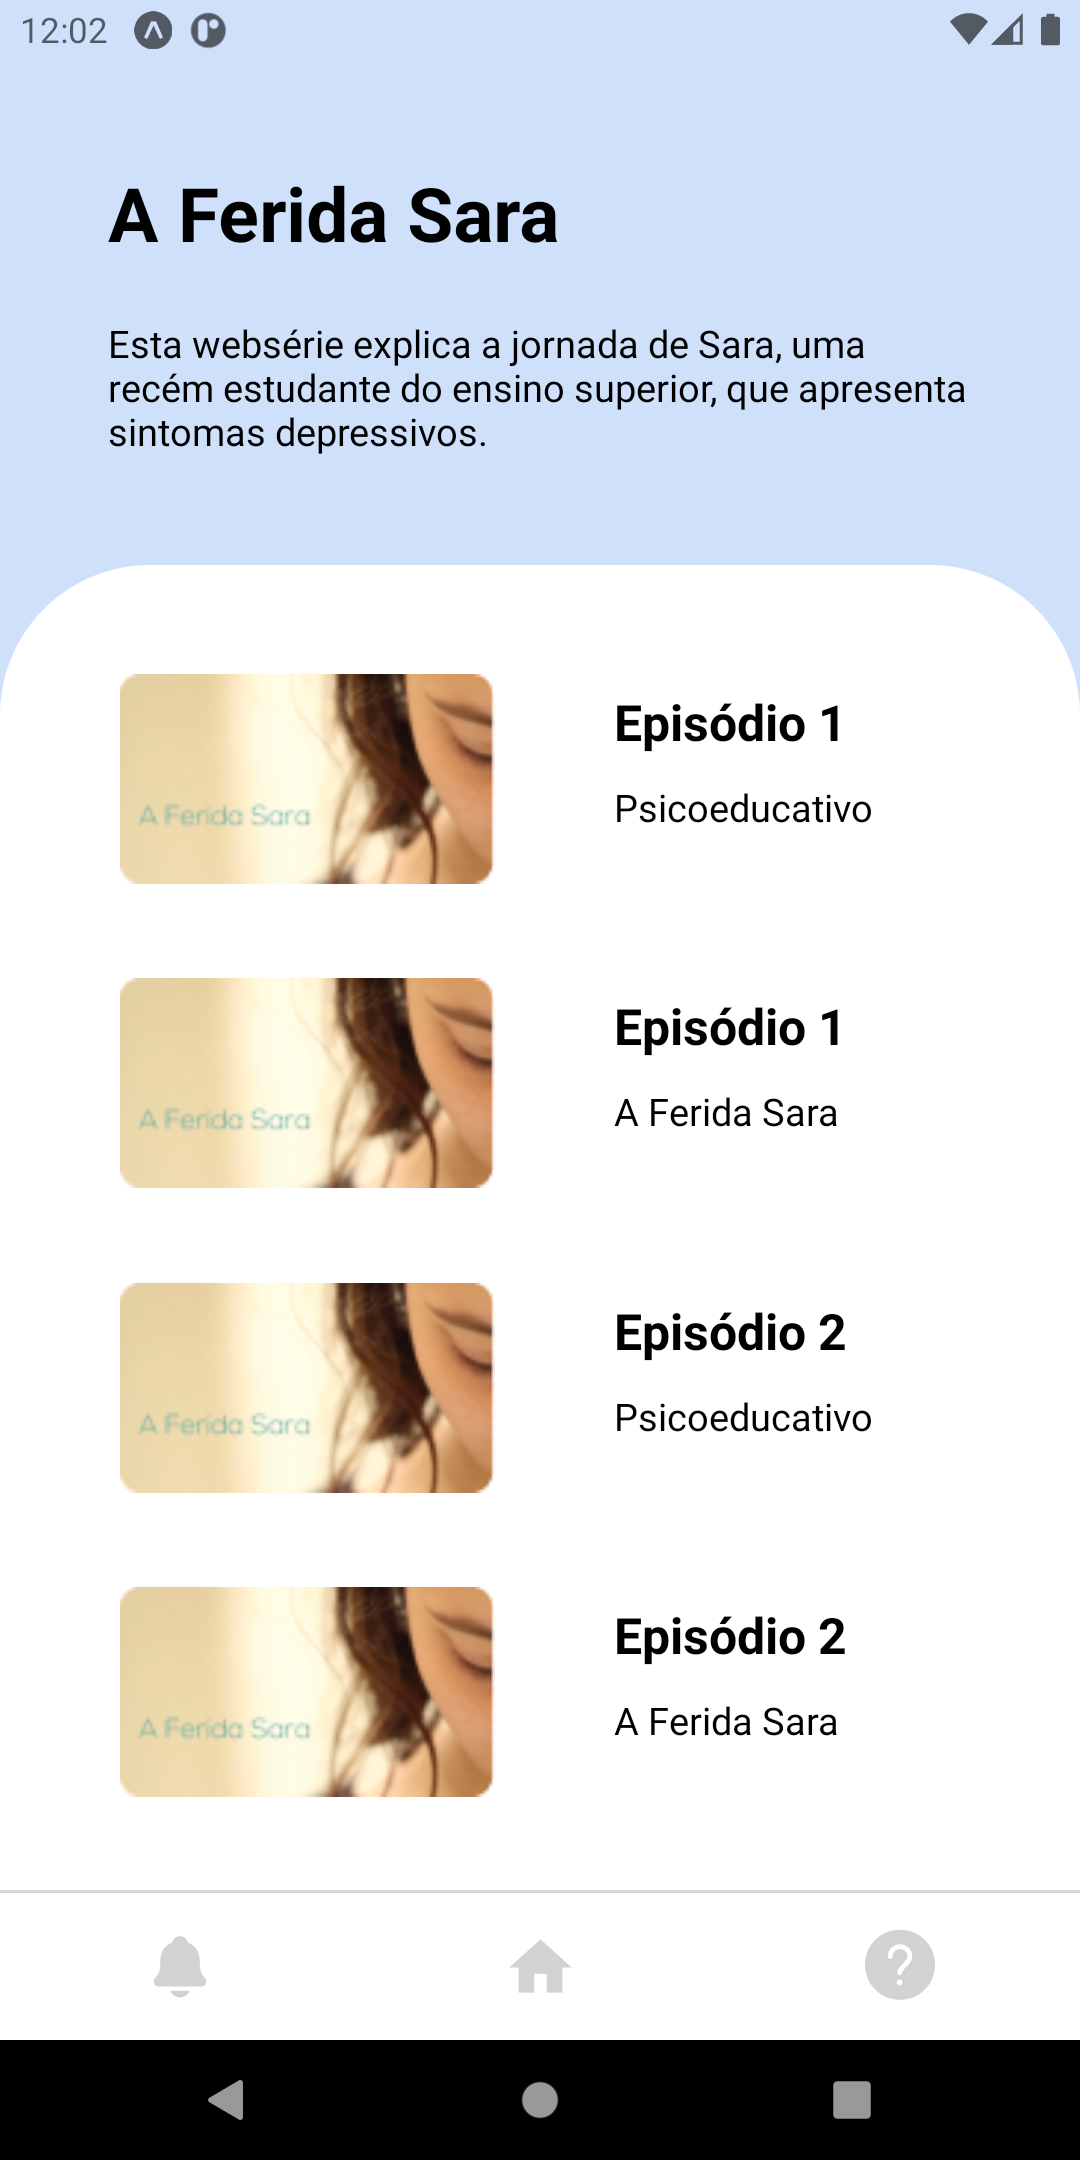 12:02
A Ferida Sara
Esta websérie explica a jornada de Sara, uma
recém estudante do ensino superior, que apresenta
sintomas depressivos.
A Ferida Sara
Episódio 1
Psicoeducativo
A Ferida Sara
Episódio 1
A Ferida Sara
A Ferida Sara
Episódio 2
Psicoeducativo
A Ferida Sara
Episódio 2
A Ferida Sara